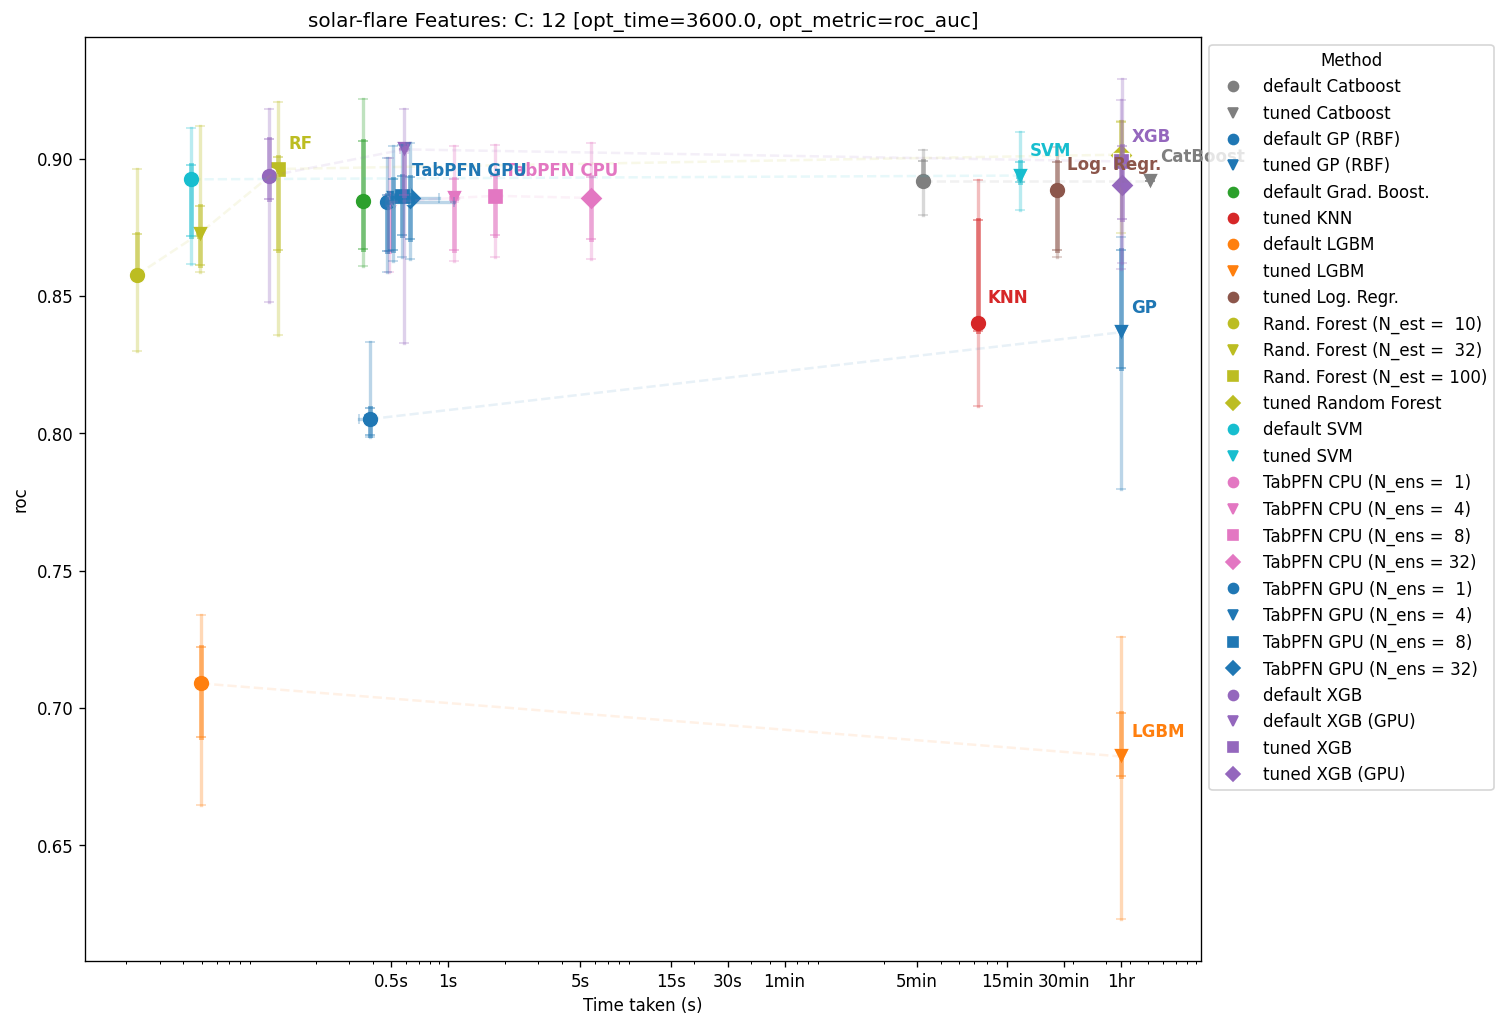 solar-flare Features: C: 12 [opt_time=3600.0, opt_metric=roc_auc]
roc
0.90
0.85
0.80
0.75
0.70
0.65
RF
TabPFN GPU
TabPFN CPU
SVM
Log. Regr.
XGB
CatBoost
KNN
GP
LGBM
0.5s
1s
5s
15s
30s
1min
5min
15min
30min
1hr
Time taken (s)
Method
default Catboost
tuned Catboost
default GP (RBF)
tuned GP (RBF)
default Grad. Boost.
tuned KNN
default LGBM
tuned LGBM
tuned Log. Regr.
Rand. Forest (N_est =  10)
Rand. Forest (N_est =  32)
Rand. Forest (N_est = 100)
tuned Random Forest
default SVM
tuned SVM
TabPFN CPU (N_ens =  1)
TabPFN CPU (N_ens =  4)
TabPFN CPU (N_ens =  8)
TabPFN CPU (N_ens = 32)
TabPFN GPU (N_ens =  1)
TabPFN GPU (N_ens =  4)
TabPFN GPU (N_ens =  8)
TabPFN GPU (N_ens = 32)
default XGB
default XGB (GPU)
tuned XGB
tuned XGB (GPU)